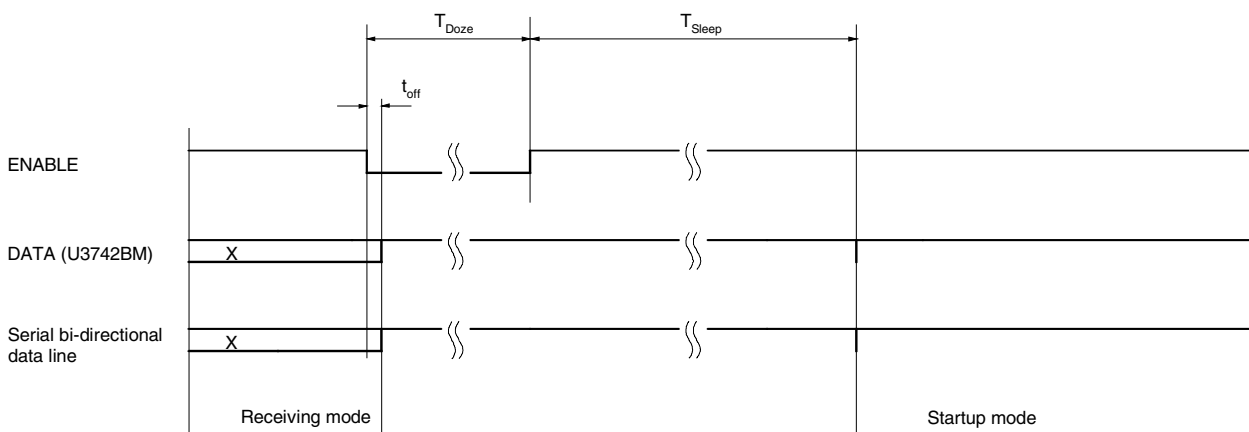 T_Doze T_Sleep
t_off
ENABLE
DATA (U3742BM) X
Serial bi-directional X
data line
Receiving mode Startup mode